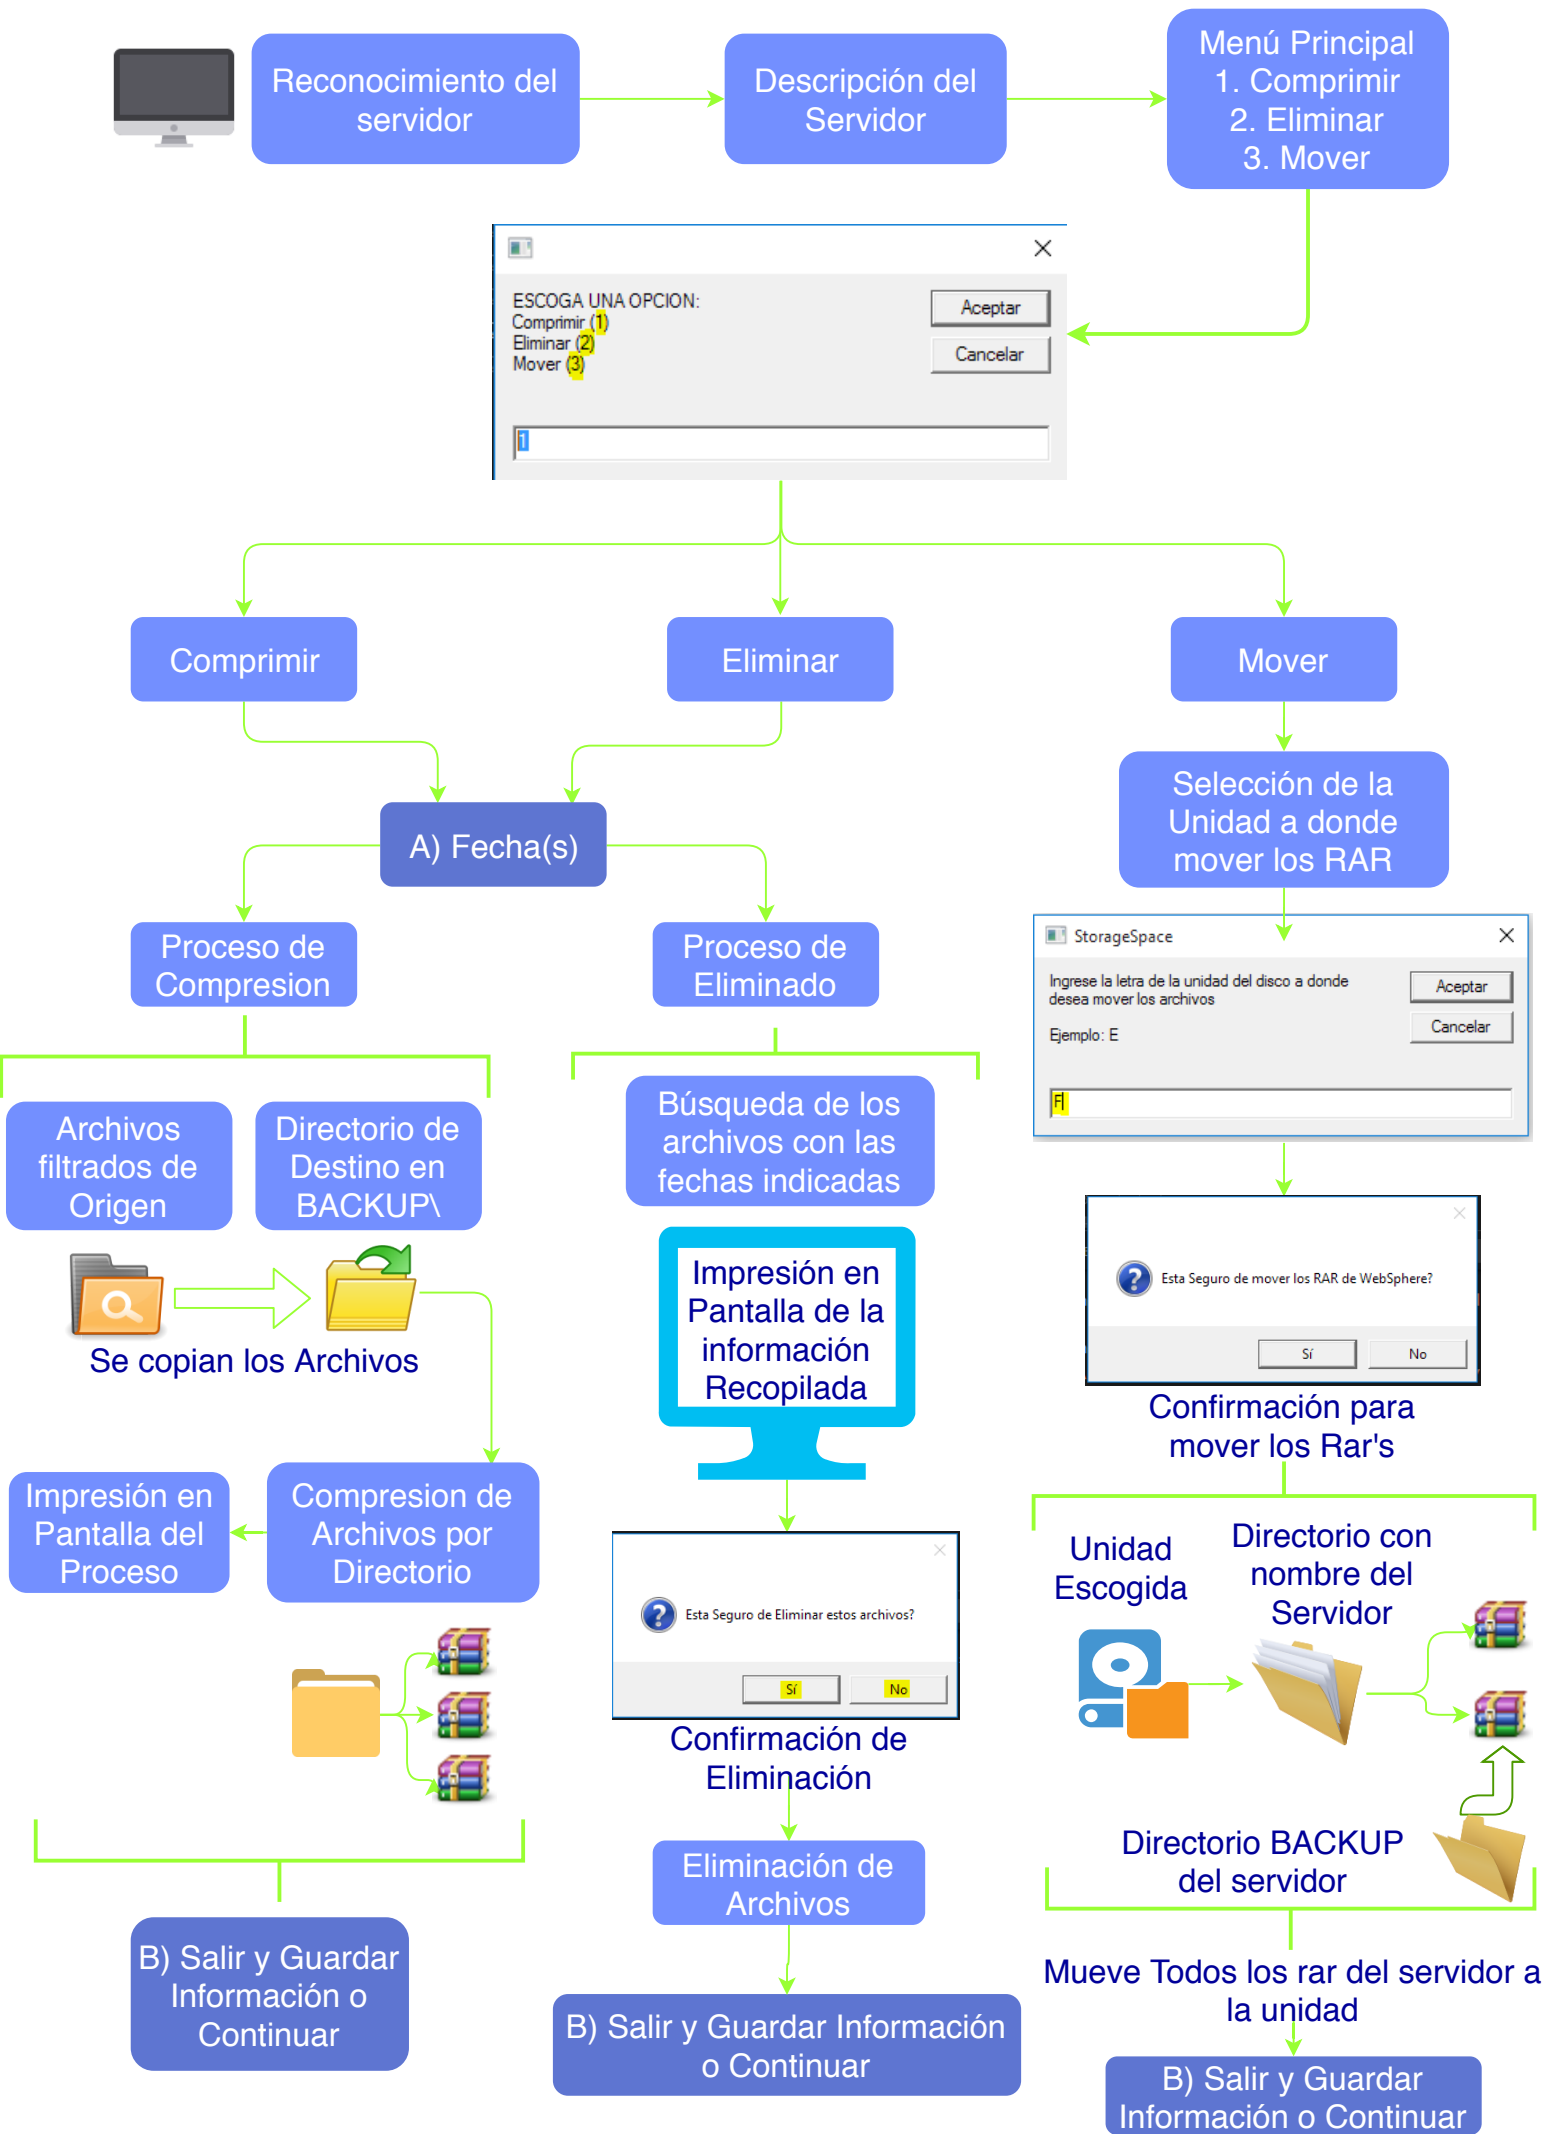 Reconocimiento del
servidor
Descripción del
Servidor
Menú Principal
1. Comprimir
2. Eliminar
3. Mover
ESCOGA UNA OPCION:
Comprimir (1)
Eliminar (2)
Mover (3)
Aceptar
Cancelar
1
Comprimir
Eliminar
Mover
A) Fecha(s)
Selección de la
Unidad a donde
mover los RAR
Proceso de
Compresion
Proceso de
Eliminado
StorageSpace
Ingrese la letra de la unidad del disco a donde
desea mover los archivos
Ejemplo: E
Aceptar
Cancelar
F
Archivos
filtrados de
Origen
Directorio de
Destino en
BACKUP\
Se copian los Archivos
Búsqueda de los
archivos con las
fechas indicadas
Impresión en
Pantalla de la
información
Recopilada
Esta Seguro de mover los RAR de WebSphere?
Sí
No
Confirmación para
mover los Rar's
Impresión en
Pantalla del
Proceso
Compresion de
Archivos por
Directorio
Esta Seguro de Eliminar estos archivos?
Sí
No
Confirmación de
Eliminación
Unidad
Escogida
Directorio con
nombre del
Servidor
Directorio BACKUP
del servidor
Eliminación de
Archivos
B) Salir y Guardar
Información o
Continuar
B) Salir y Guardar Información
o Continuar
Mueve Todos los rar del servidor a
la unidad
B) Salir y Guardar
Información o Continuar